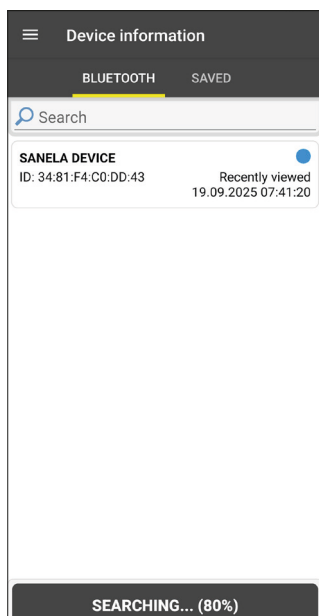 Device information
BLUETOOTH SAVED
Search
SANELA DEVICE
ID: 34:81:F4:C0:DD:43 Recently viewed
19.09.2025 07:41:20
SEARCHING... (80%)